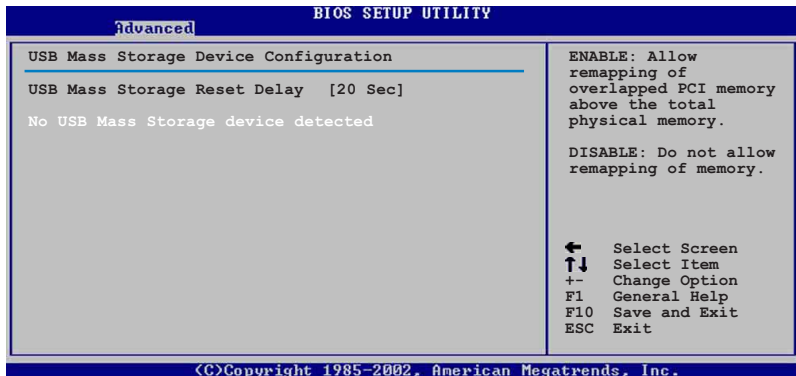 BIOS SETUP UTILITY
Advanced
USB Mass Storage Device Configuration
USB Mass Storage Reset Delay [20 Sec]
No USB Mass Storage device detected
ENABLE: Allow
remapping of
overlapped PCI memory
above the total
physical memory.
DISABLE: Do not allow
remapping of memory.
← Select Screen
↑↓ Select Item
+- Change Option
F1 General Help
F10 Save and Exit
ESC Exit
(C)Copyright 1985-2002, American Megatrends, Inc.